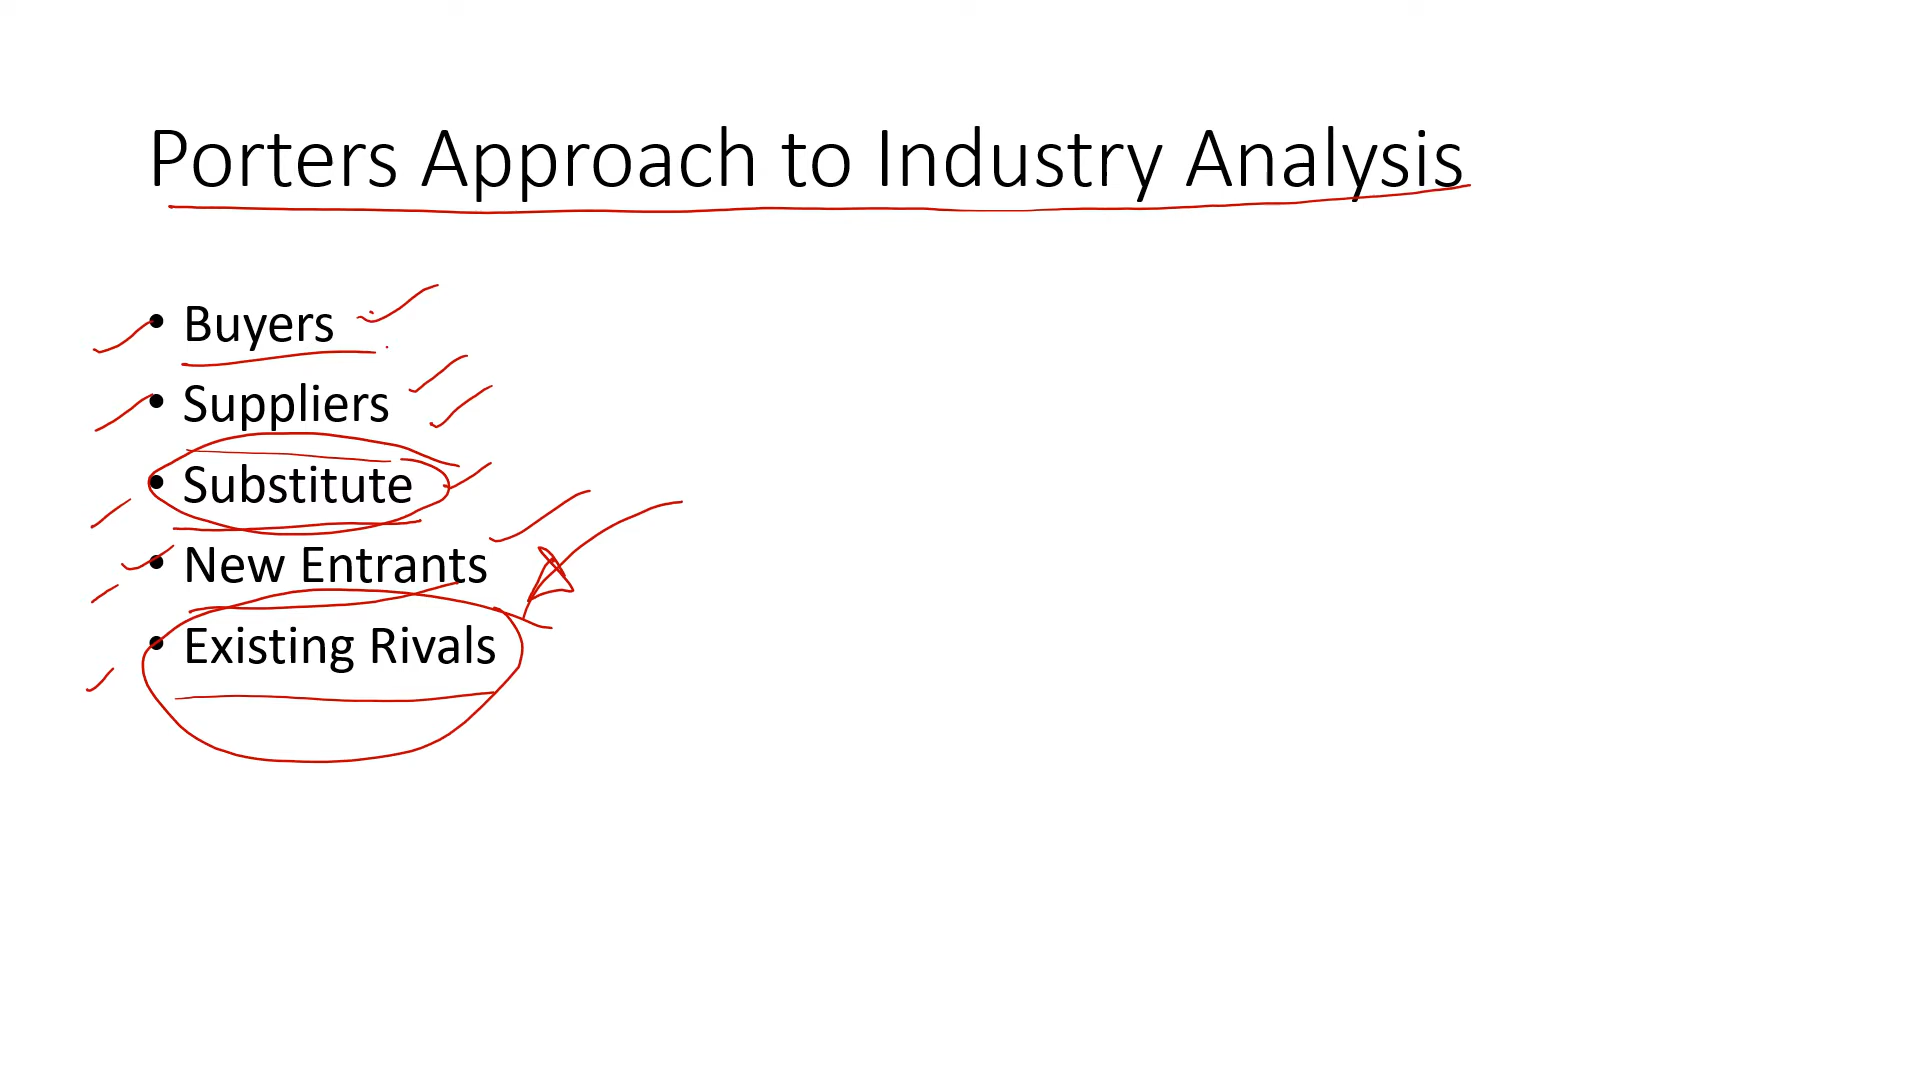 Porters Approach to Industry Analysis
• Buyers
• Suppliers
• Substitute
• New Entrants
• Existing Rivals